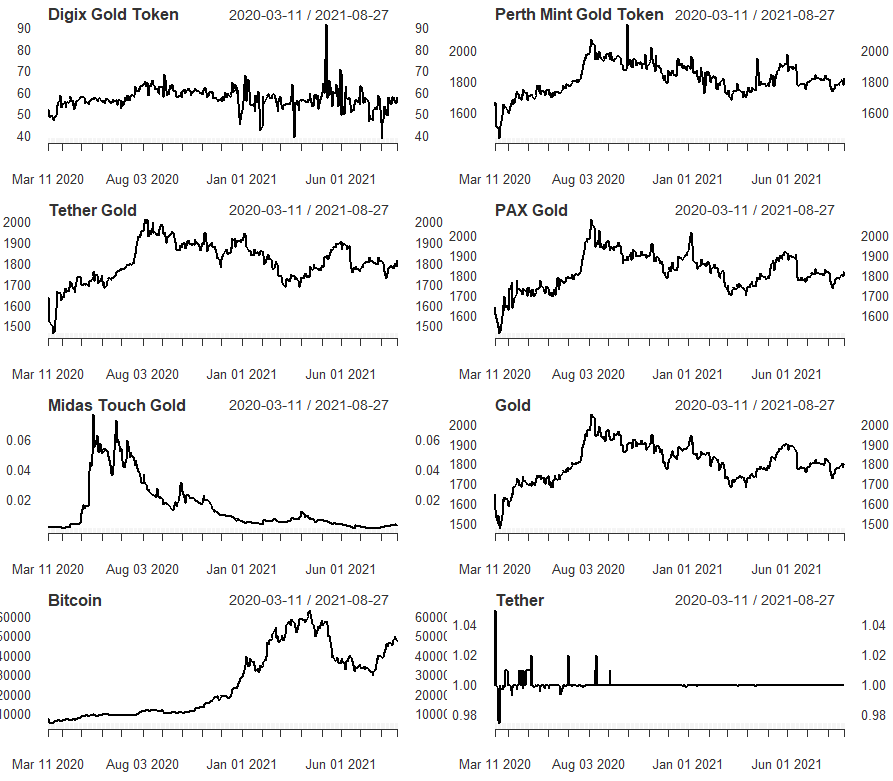 Digix Gold Token 2020-03-11 / 2021-08-27
90 90
80 80
70 70
60 60
50 50
40 40
Mar 11 2020 Aug 03 2020 Jan 01 2021 Jun 01 2021
Perth Mint Gold Token 2020-03-11 / 2021-08-27
2000 2000
1800 1800
1600 1600
Mar 11 2020 Aug 03 2020 Jan 01 2021 Jun 01 2021
Tether Gold 2020-03-11 / 2021-08-27
2000 2000
1900 1900
1800 1800
1700 1700
1600 1600
1500 1500
Mar 11 2020 Aug 03 2020 Jan 01 2021 Jun 01 2021
PAX Gold 2020-03-11 / 2021-08-27
2000 2000
1900 1900
1800 1800
1700 1700
1600 1600
Mar 11 2020 Aug 03 2020 Jan 01 2021 Jun 01 2021
Midas Touch Gold 2020-03-11 / 2021-08-27
0.06 0.06
0.04 0.04
0.02 0.02
Mar 11 2020 Aug 03 2020 Jan 01 2021 Jun 01 2021
Gold 2020-03-11 / 2021-08-27
2000 2000
1900 1900
1800 1800
1700 1700
1600 1600
1500 1500
Mar 11 2020 Aug 03 2020 Jan 01 2021 Jun 01 2021
Bitcoin 2020-03-11 / 2021-08-27
60000 60000
50000 50000
40000 40000
30000 30000
20000 20000
10000 10000
Mar 11 2020 Aug 03 2020 Jan 01 2021 Jun 01 2021
Tether 2020-03-11 / 2021-08-27
1.04 1.04
1.02 1.02
1.00 1.00
0.98 0.98
Mar 11 2020 Aug 03 2020 Jan 01 2021 Jun 01 2021